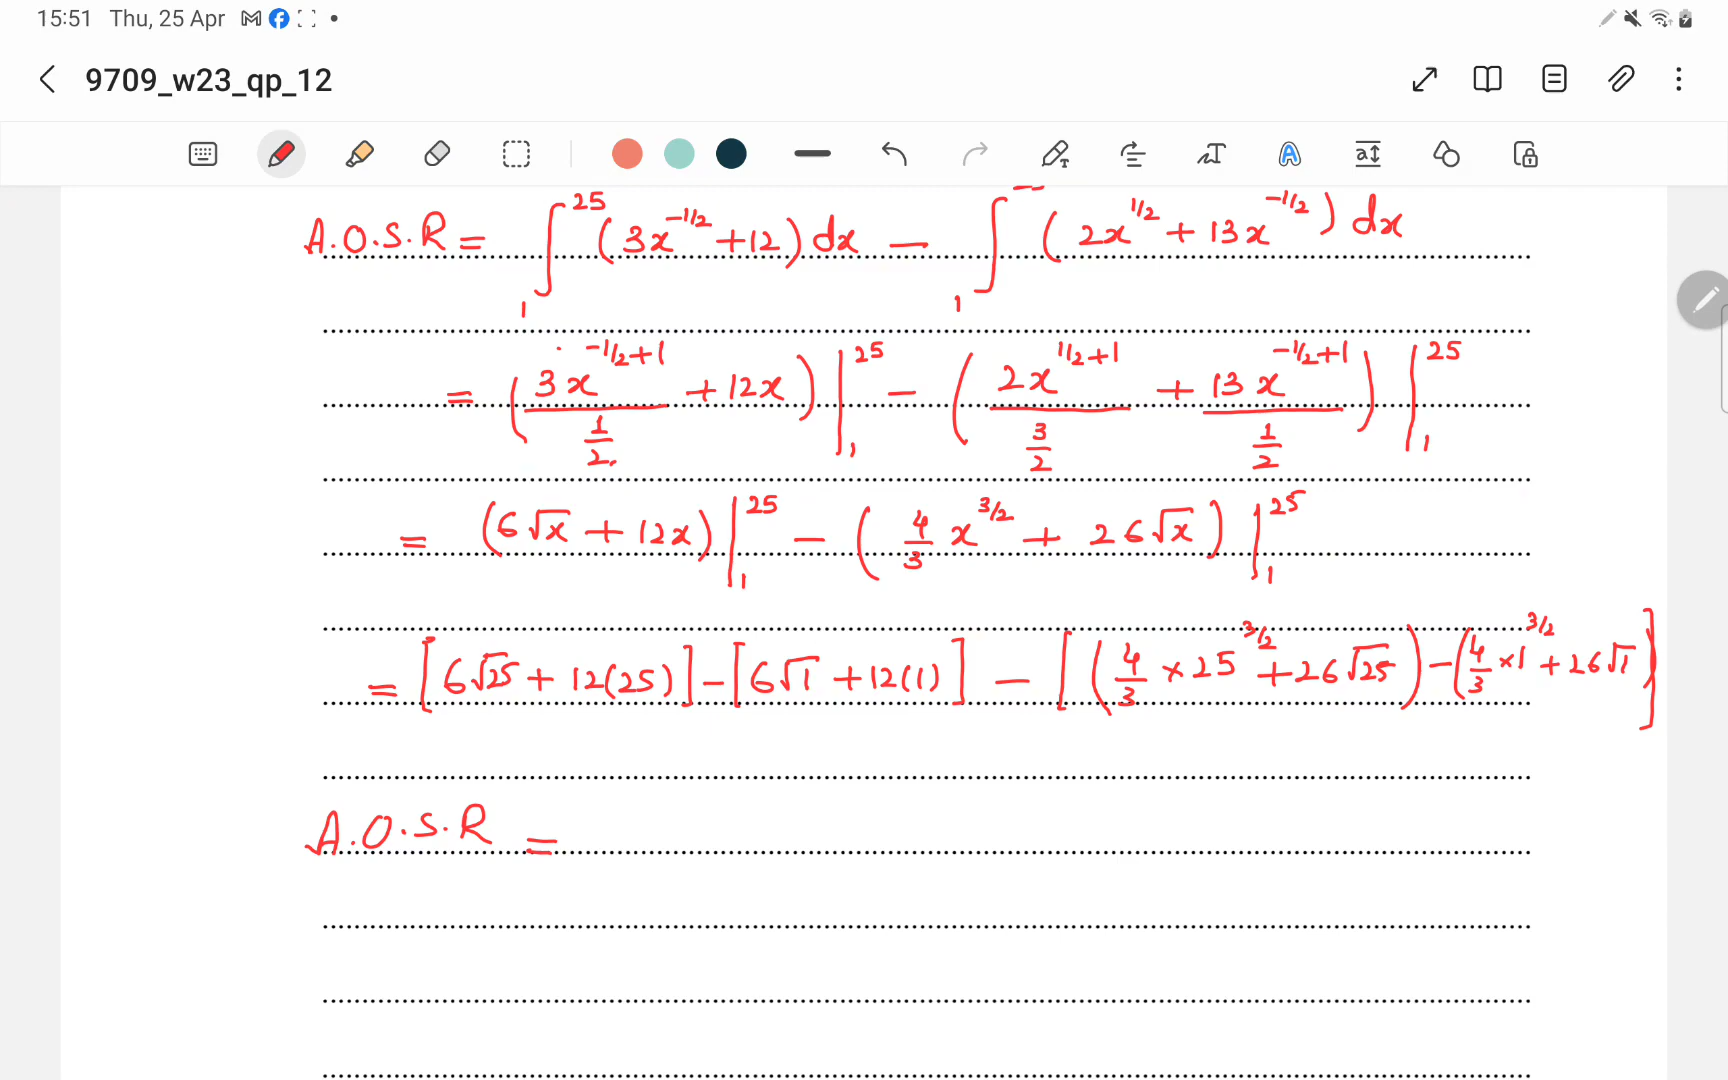 15:51 Thu, 25 Apr
9709_w23_qp_12
A.O.S.R = ∫₁²⁵ (3x^(-1/2) + 12) dx − ∫₁ (2x^(1/2) + 13x^(-1/2)) dx
= (3x^(-1/2+1) / (1/2) + 12x) |₁²⁵ − (2x^(1/2+1) / (3/2) + 13x^(-1/2+1) / (1/2)) |₁²⁵
= (6√x + 12x) |₁²⁵ − (4/3 x^(3/2) + 26√x) |₁²⁵
= [6√25 + 12(25)] − [6√1 + 12(1)] − [(4/3 × 25^(3/2) + 26√25) − (4/3 × 1^(3/2) + 26√1)]
A.O.S.R =